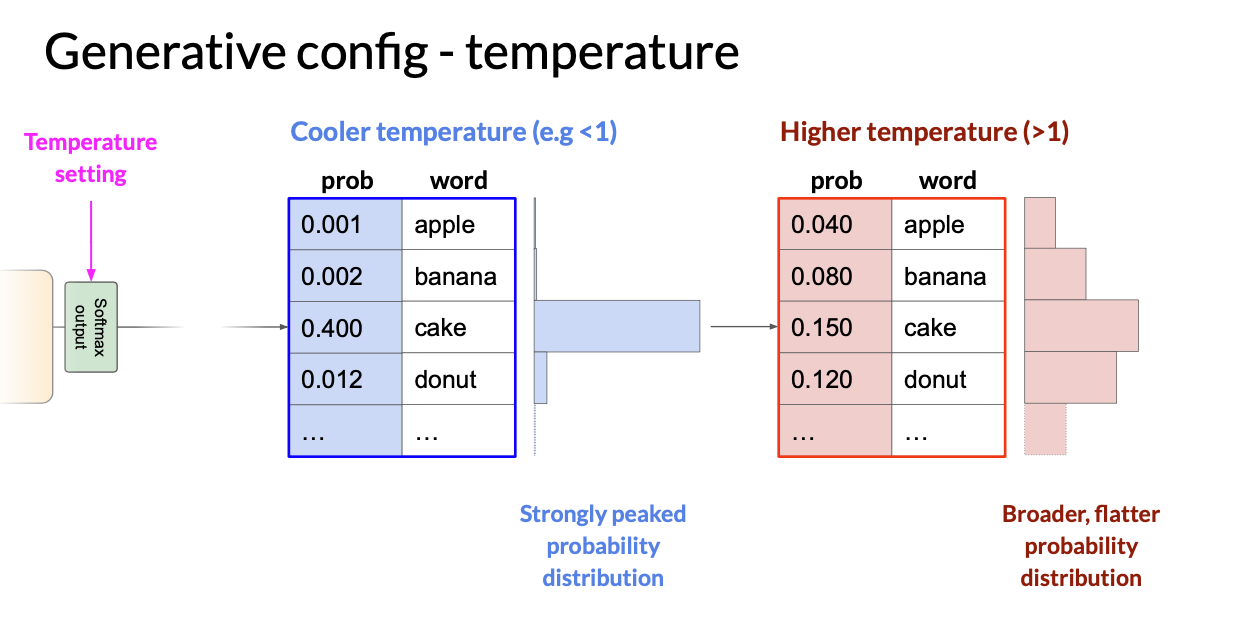 Generative config - temperature
Temperature
setting
Softmax
output
Cooler temperature (e.g <1)
prob word
0.001 apple
0.002 banana
0.400 cake
0.012 donut
... ...
Strongly peaked
probability
distribution
Higher temperature (>1)
prob word
0.040 apple
0.080 banana
0.150 cake
0.120 donut
... ...
Broader, flatter
probability
distribution